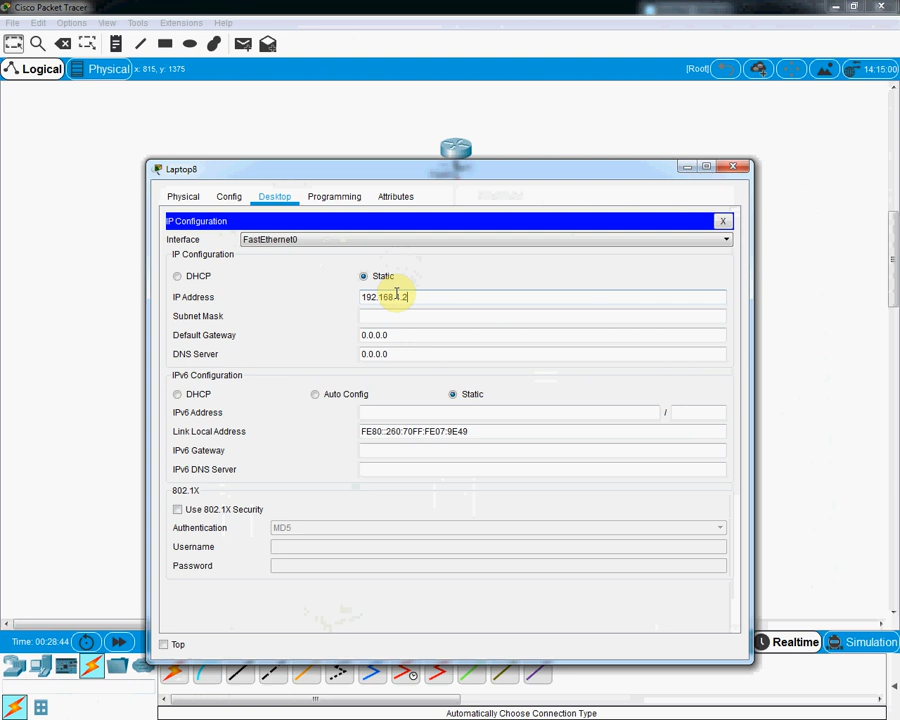 Cisco Packet Tracer
File Edit Options View Tools Extensions Help
Logical Physical x: 815, y: 1375 [Root] 14:15:00
Laptop8
Physical Config Desktop Programming Attributes
IP Configuration X
Interface FastEthernet0
IP Configuration
DHCP Static
IP Address 192.168.1.2
Subnet Mask
Default Gateway 0.0.0.0
DNS Server 0.0.0.0
IPv6 Configuration
DHCP Auto Config Static
IPv6 Address /
Link Local Address FE80::260:70FF:FE07:9E49
IPv6 Gateway
IPv6 DNS Server
802.1X
Use 802.1X Security
Authentication MD5
Username
Password
Top
Time: 00:28:44 Realtime Simulation
Automatically Choose Connection Type